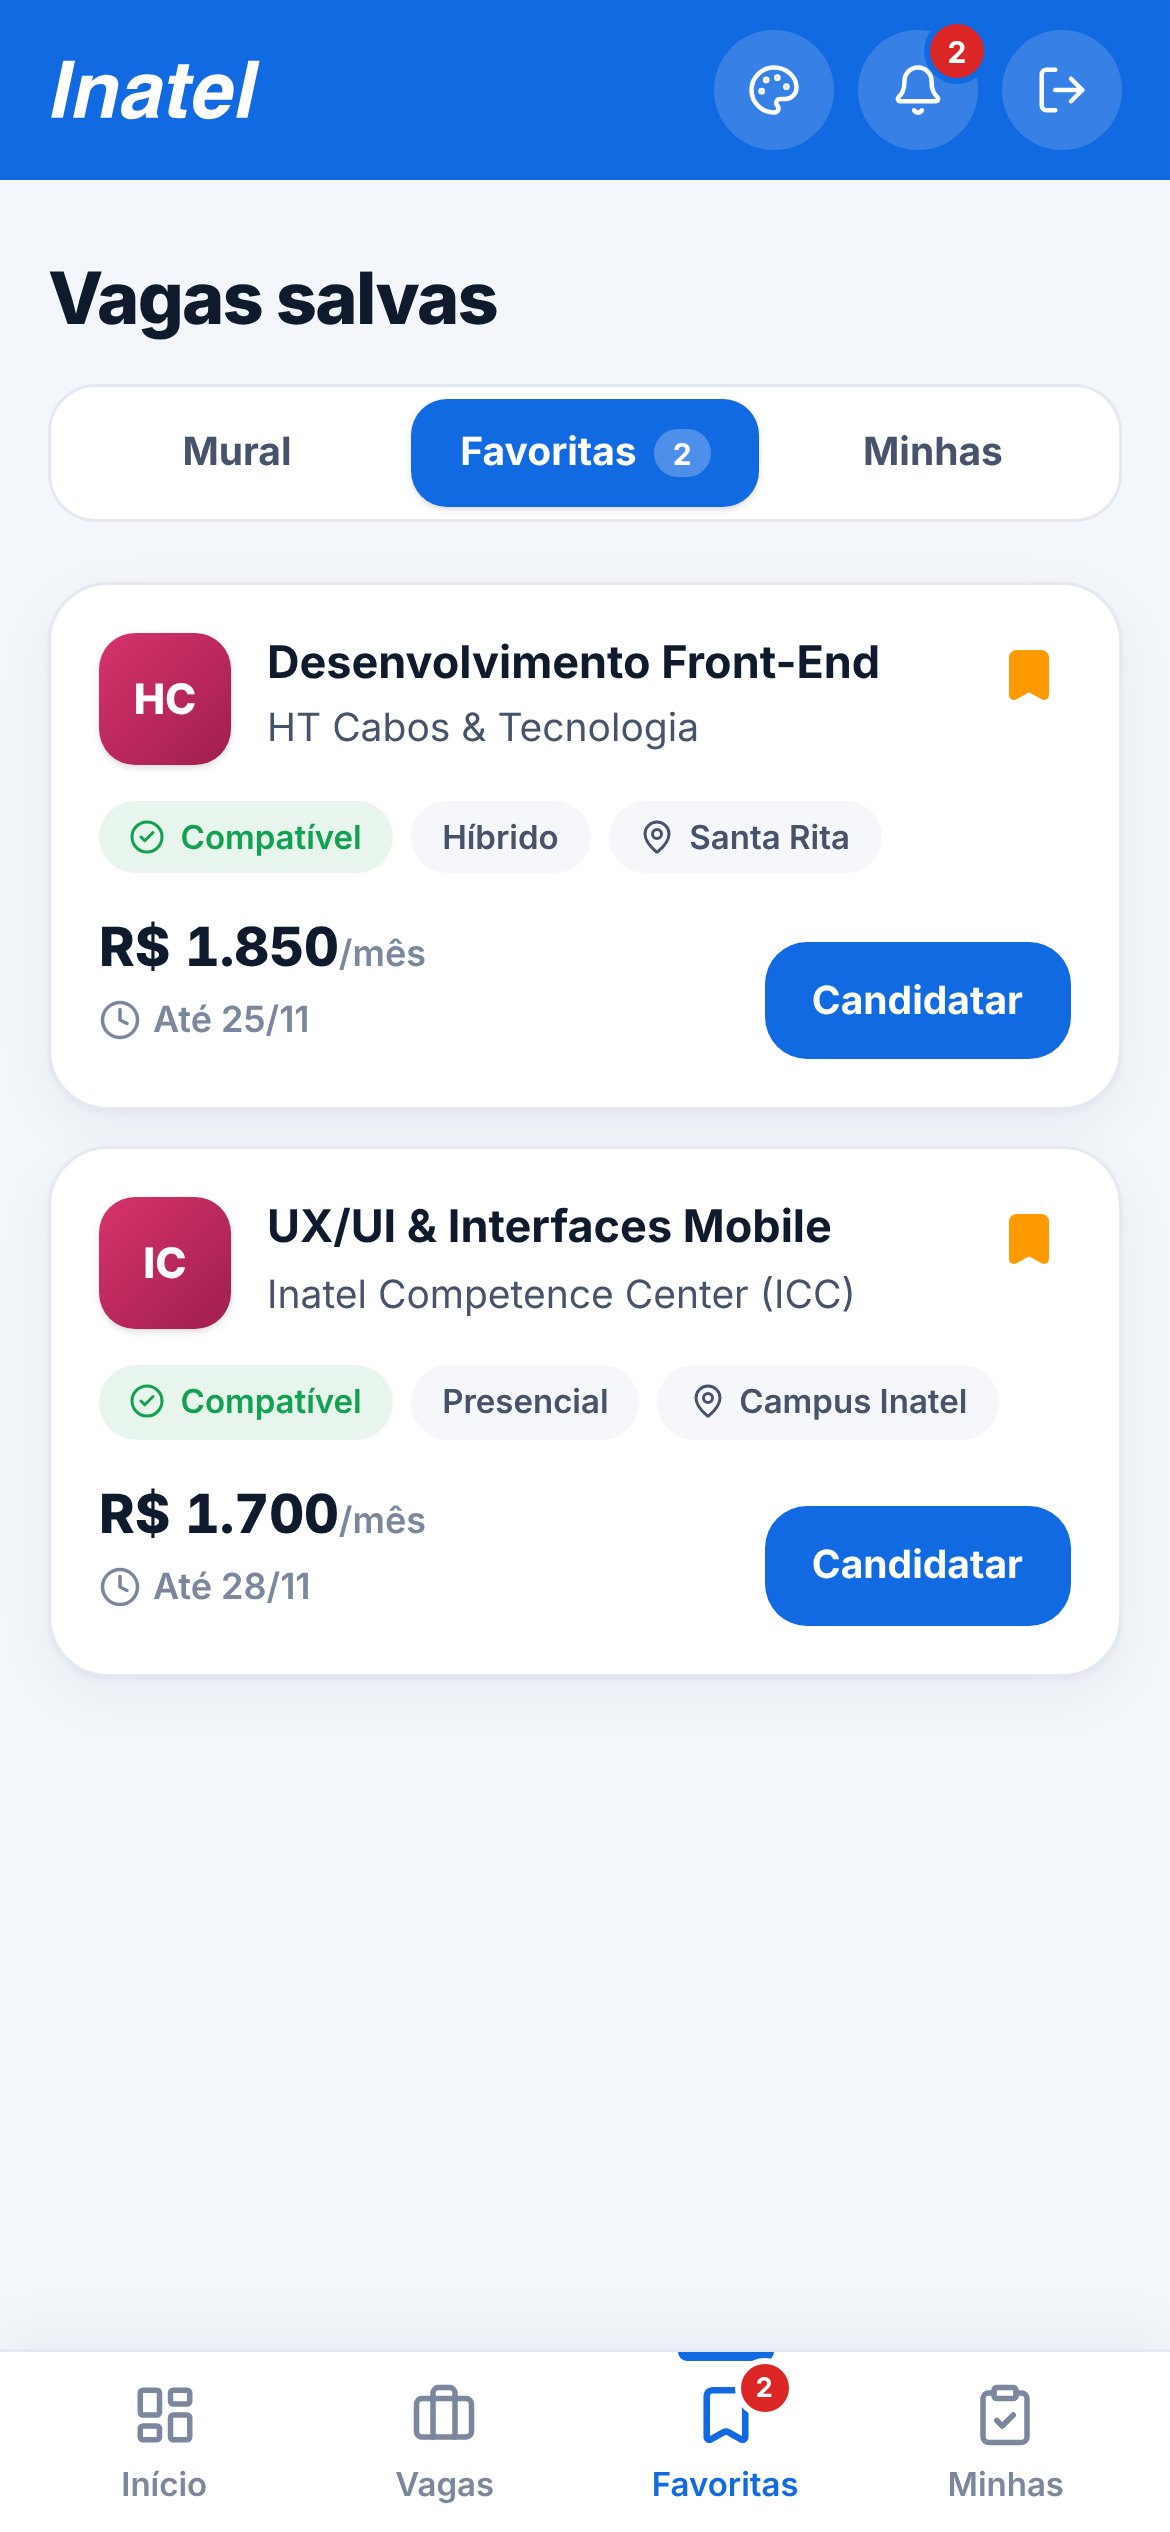 Inatel
2
Vagas salvas
Mural
Favoritas 2
Minhas
HC
Desenvolvimento Front-End
HT Cabos & Tecnologia
Compatível
Híbrido
Santa Rita
R$ 1.850/mês
Até 25/11
Candidatar
IC
UX/UI & Interfaces Mobile
Inatel Competence Center (ICC)
Compatível
Presencial
Campus Inatel
R$ 1.700/mês
Até 28/11
Candidatar
2
Início
Vagas
Favoritas
Minhas